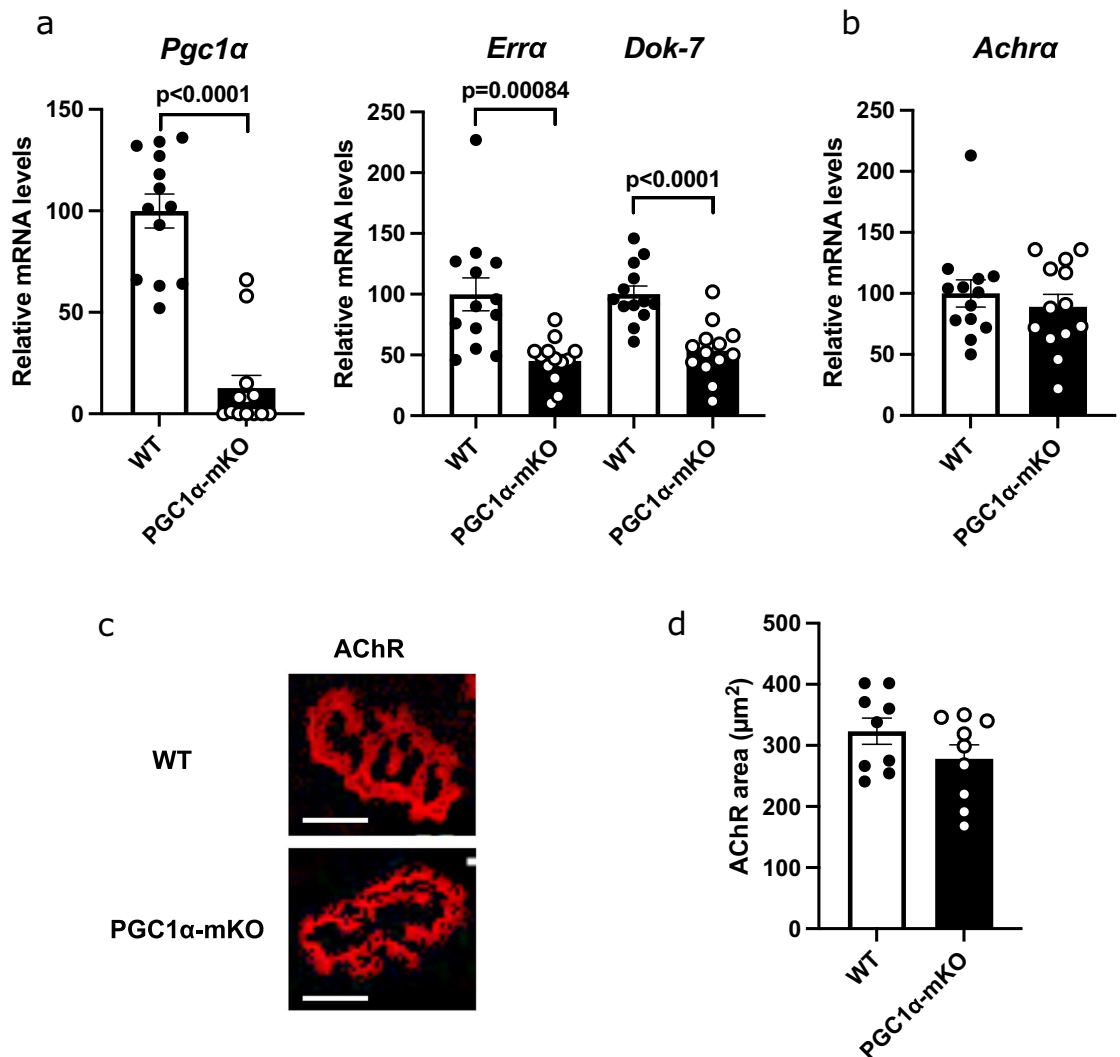 a
Pgc1α
p<0.0001
Relative mRNA levels
150
100
50
0
WT
PGC1α-mKO
Errα
Dok-7
p=0.00084
p<0.0001
Relative mRNA levels
250
200
150
100
50
0
WT
PGC1α-mKO
WT
PGC1α-mKO
b
Achrα
Relative mRNA levels
250
200
150
100
50
0
WT
PGC1α-mKO
c
AChR
WT
PGC1α-mKO
d
AChR area (µm²)
500
400
300
200
100
0
WT
PGC1α-mKO